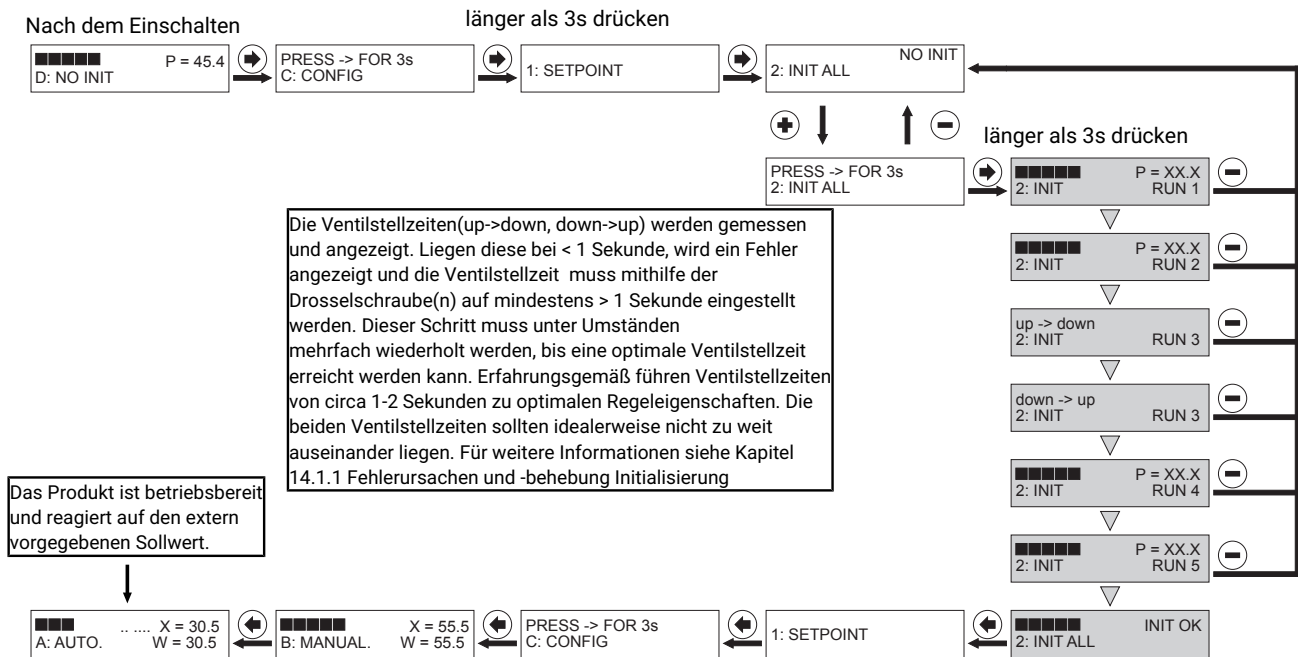 Nach dem Einschalten
länger als 3s drücken
P = 45.4
D: NO INIT
PRESS -> FOR 3s
C: CONFIG
1: SETPOINT
NO INIT
2: INIT ALL
länger als 3s drücken
PRESS -> FOR 3s
2: INIT ALL
P = XX.X
2: INIT RUN 1
P = XX.X
2: INIT RUN 2
up -> down
2: INIT RUN 3
down -> up
2: INIT RUN 3
P = XX.X
2: INIT RUN 4
P = XX.X
2: INIT RUN 5
INIT OK
2: INIT ALL
Die Ventilstellzeiten(up->down, down->up) werden gemessen
und angezeigt. Liegen diese bei < 1 Sekunde, wird ein Fehler
angezeigt und die Ventilstellzeit muss mithilfe der
Drosselschraube(n) auf mindestens > 1 Sekunde eingestellt
werden. Dieser Schritt muss unter Umständen
mehrfach wiederholt werden, bis eine optimale Ventilstellzeit
erreicht werden kann. Erfahrungsgemäß führen Ventilstellzeiten
von circa 1-2 Sekunden zu optimalen Regeleigenschaften. Die
beiden Ventilstellzeiten sollten idealerweise nicht zu weit
auseinander liegen. Für weitere Informationen siehe Kapitel
14.1.1 Fehlerursachen und -behebung Initialisierung
Das Produkt ist betriebsbereit
und reagiert auf den extern
vorgegebenen Sollwert.
.. .... X = 30.5
A: AUTO. W = 30.5
X = 55.5
B: MANUAL. W = 55.5
PRESS -> FOR 3s
C: CONFIG
1: SETPOINT